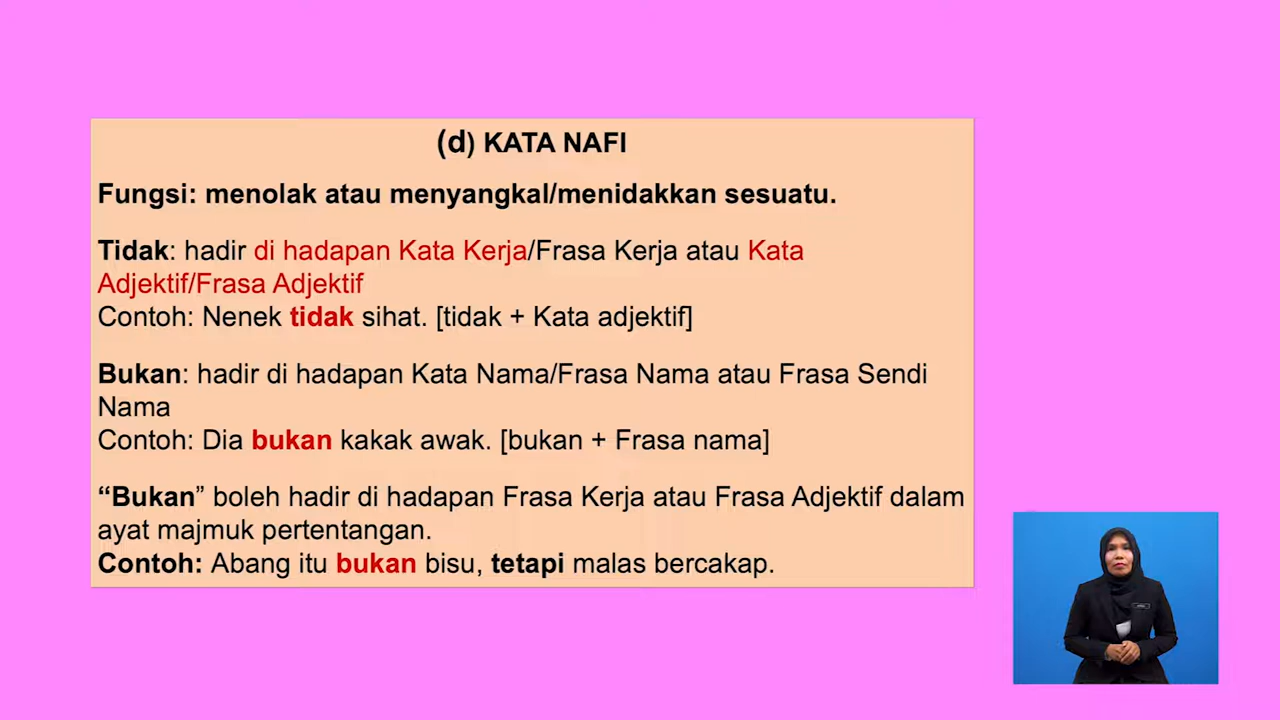 (d) KATA NAFI
Fungsi: menolak atau menyangkal/menidakkan sesuatu.
Tidak: hadir di hadapan Kata Kerja/Frasa Kerja atau Kata
Adjektif/Frasa Adjektif
Contoh: Nenek tidak sihat. [tidak + Kata adjektif]
Bukan: hadir di hadapan Kata Nama/Frasa Nama atau Frasa Sendi
Nama
Contoh: Dia bukan kakak awak. [bukan + Frasa nama]
“Bukan” boleh hadir di hadapan Frasa Kerja atau Frasa Adjektif dalam
ayat majmuk pertentangan.
Contoh: Abang itu bukan bisu, tetapi malas bercakap.